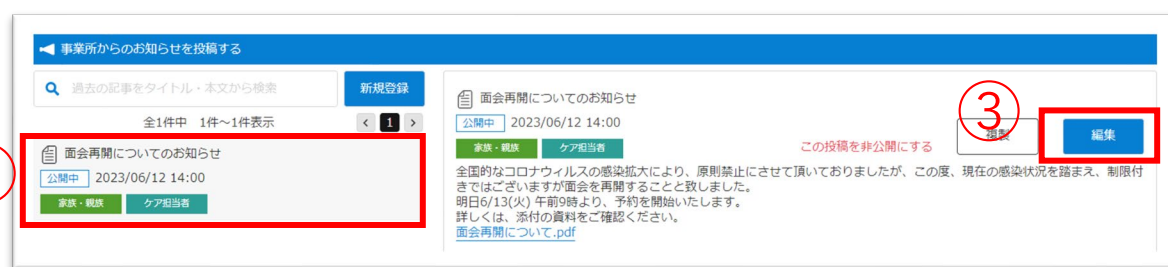 事業所からのお知らせを投稿する
過去の記事をタイトル・本文から検索
新規登録
全1件中 1件～1件表示
< 1 >
面会再開についてのお知らせ
公開中 2023/06/12 14:00
家族・親族 ケア担当者
面会再開についてのお知らせ
公開中 2023/06/12 14:00
家族・親族 ケア担当者
この投稿を非公開にする
③
複製
編集
全国的なコロナウィルスの感染拡大により、原則禁止にさせて頂いておりましたが、この度、現在の感染状況を踏まえ、制限付
きではございますが面会を再開することと致しました。
明日6/13(火) 午前9時より、予約を開始いたします。
詳しくは、添付の資料をご確認ください。
面会再開について.pdf